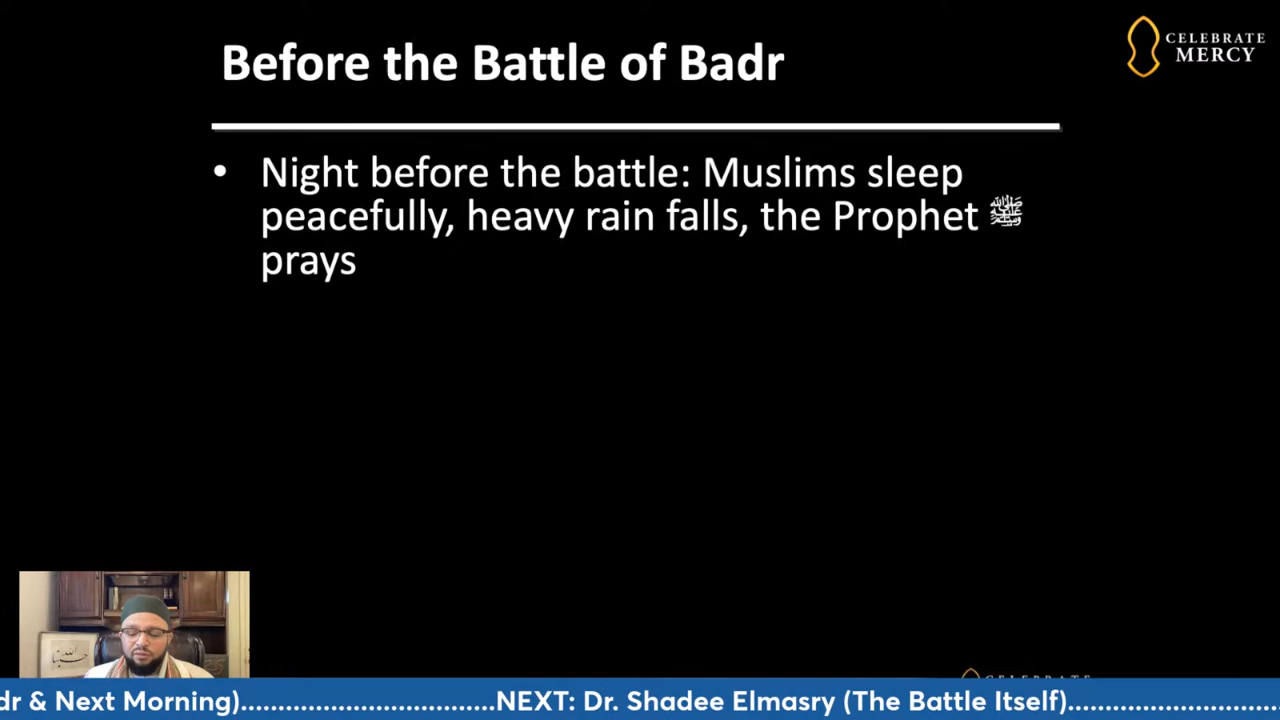 Before the Battle of Badr
CELEBRATE
MERCY
• Night before the battle: Muslims sleep
peacefully, heavy rain falls, the Prophet ﷺ
prays
CELEBRATE
dr & Next Morning)..................................................NEXT: Dr. Shadee Elmasry (The Battle Itself)..........................................